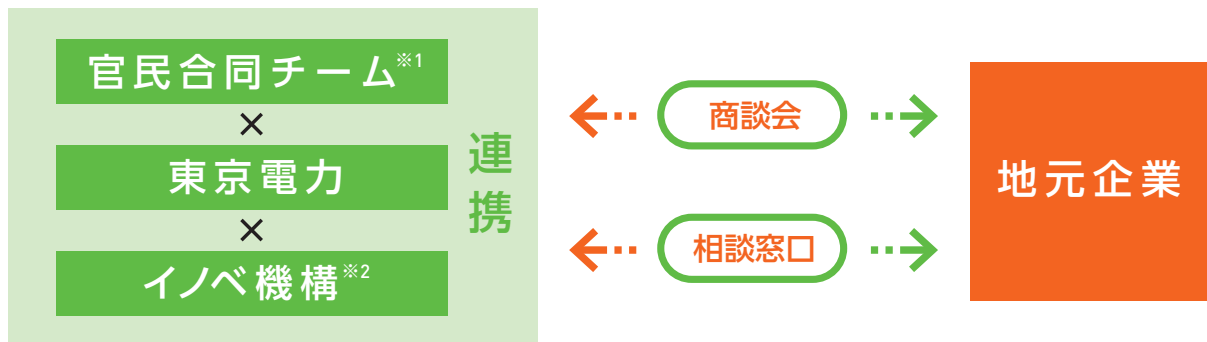 官民合同チーム※1
×
東京電力
×
イノベ機構※2
連携
商談会
相談窓口
地元企業